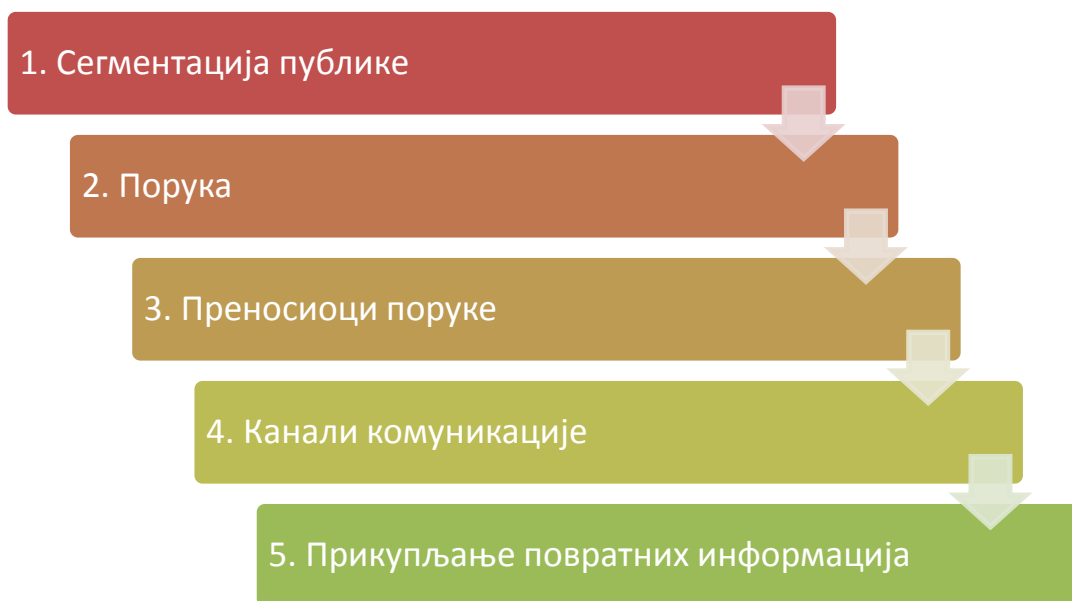 1. Сегментација публике
2. Порука
3. Преносиоци поруке
4. Канали комуникације
5. Прикупљање повратних информација